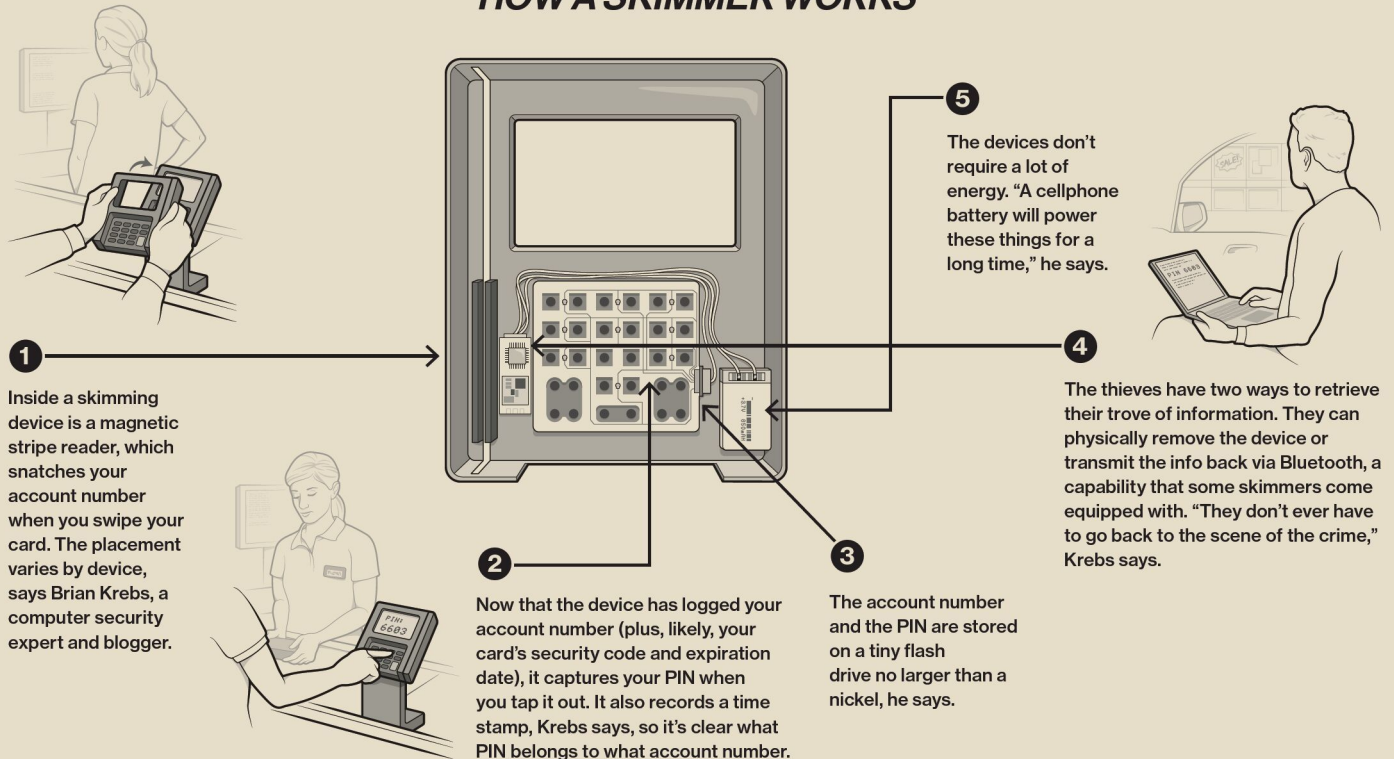 HOW A SKIMMER WORKS
1
Inside a skimming
device is a magnetic
stripe reader, which
snatches your
account number
when you swipe your
card. The placement
varies by device,
says Brian Krebs, a
computer security
expert and blogger.
PIN:
6603
2
Now that the device has logged your
account number (plus, likely, your
card’s security code and expiration
date), it captures your PIN when
you tap it out. It also records a time
stamp, Krebs says, so it’s clear what
PIN belongs to what account number.
3
The account number
and the PIN are stored
on a tiny flash
drive no larger than a
nickel, he says.
5
The devices don’t
require a lot of
energy. “A cellphone
battery will power
these things for a
long time,” he says.
SALE!
PIN 6603
4
The thieves have two ways to retrieve
their trove of information. They can
physically remove the device or
transmit the info back via Bluetooth, a
capability that some skimmers come
equipped with. “They don’t ever have
to go back to the scene of the crime,”
Krebs says.